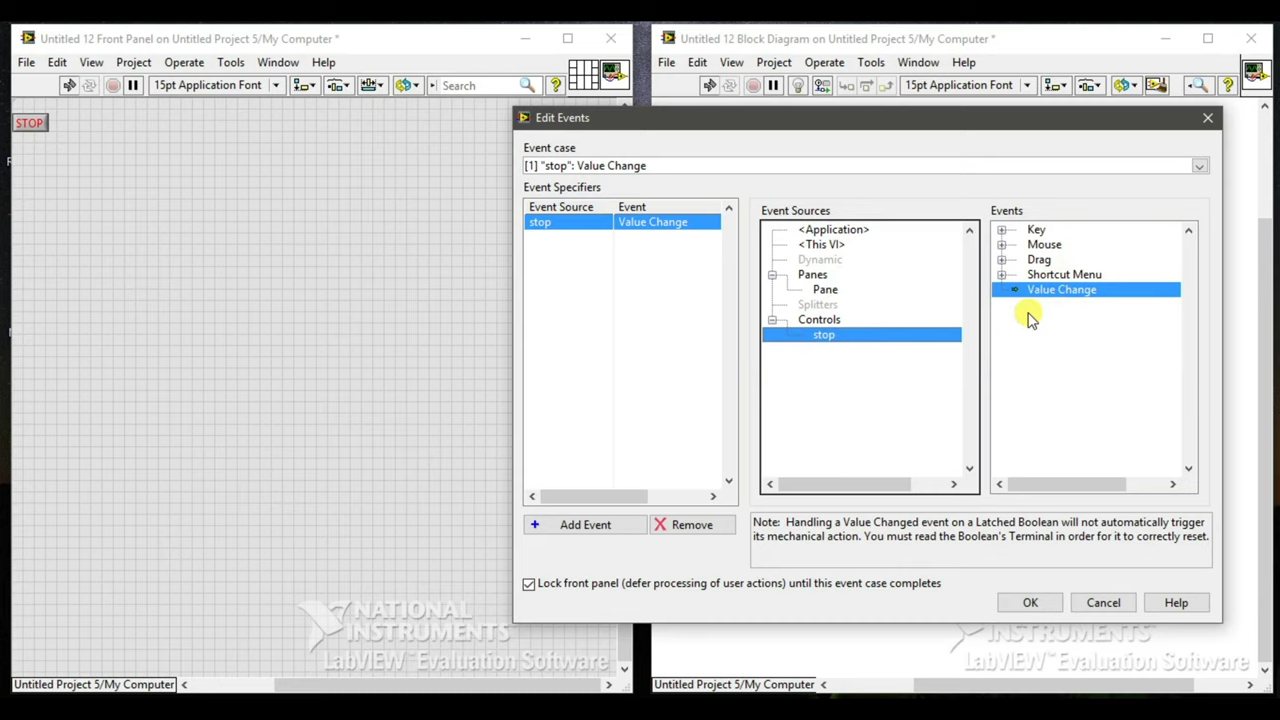 Untitled 12 Front Panel on Untitled Project 5/My Computer *
File Edit View Project Operate Tools Window Help
15pt Application Font
Search
STOP
NATIONAL
INSTRUMENTS
LabVIEW™ Evaluation Software
Untitled Project 5/My Computer
Untitled 12 Block Diagram on Untitled Project 5/My Computer *
File Edit View Project Operate Tools Window Help
15pt Application Font
Edit Events
Event case
[1] "stop": Value Change
Event Specifiers
Event Source Event
stop Value Change
Add Event Remove
Event Sources
<Application>
<This VI>
Dynamic
Panes
Pane
Splitters
Controls
stop
Events
Key
Mouse
Drag
Shortcut Menu
Value Change
Note: Handling a Value Changed event on a Latched Boolean will not automatically trigger
its mechanical action. You must read the Boolean's Terminal in order for it to correctly reset.
Lock front panel (defer processing of user actions) until this event case completes
OK Cancel Help
INSTRUMENTS
LabVIEW™ Evaluation Software
Untitled Project 5/My Computer